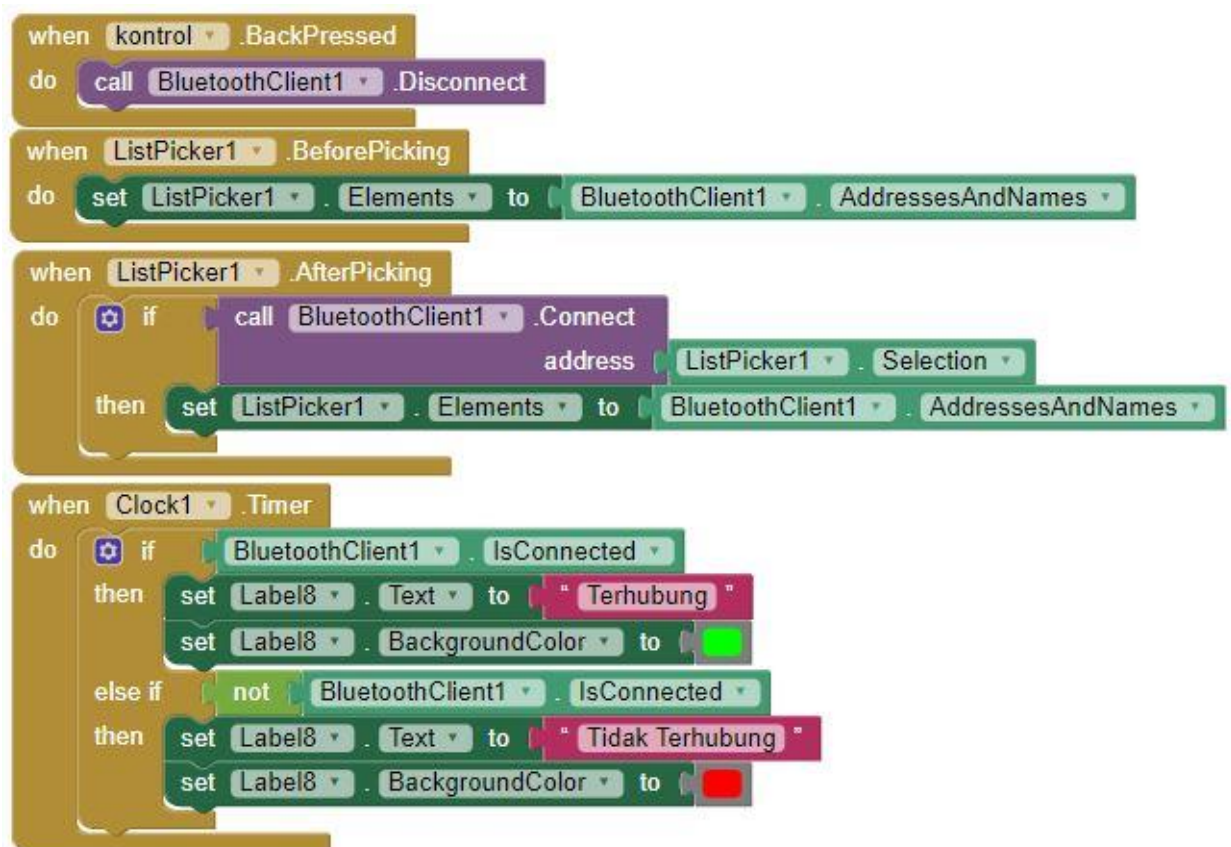 when kontrol .BackPressed
do call BluetoothClient1 .Disconnect
when ListPicker1 .BeforePicking
do set ListPicker1 . Elements to BluetoothClient1 . AddressesAndNames
when ListPicker1 .AfterPicking
do if call BluetoothClient1 .Connect
address ListPicker1 . Selection
then set ListPicker1 . Elements to BluetoothClient1 . AddressesAndNames
when Clock1 .Timer
do if BluetoothClient1 . IsConnected
then set Label8 . Text to " Terhubung "
set Label8 . BackgroundColor to
else if not BluetoothClient1 . IsConnected
then set Label8 . Text to " Tidak Terhubung "
set Label8 . BackgroundColor to